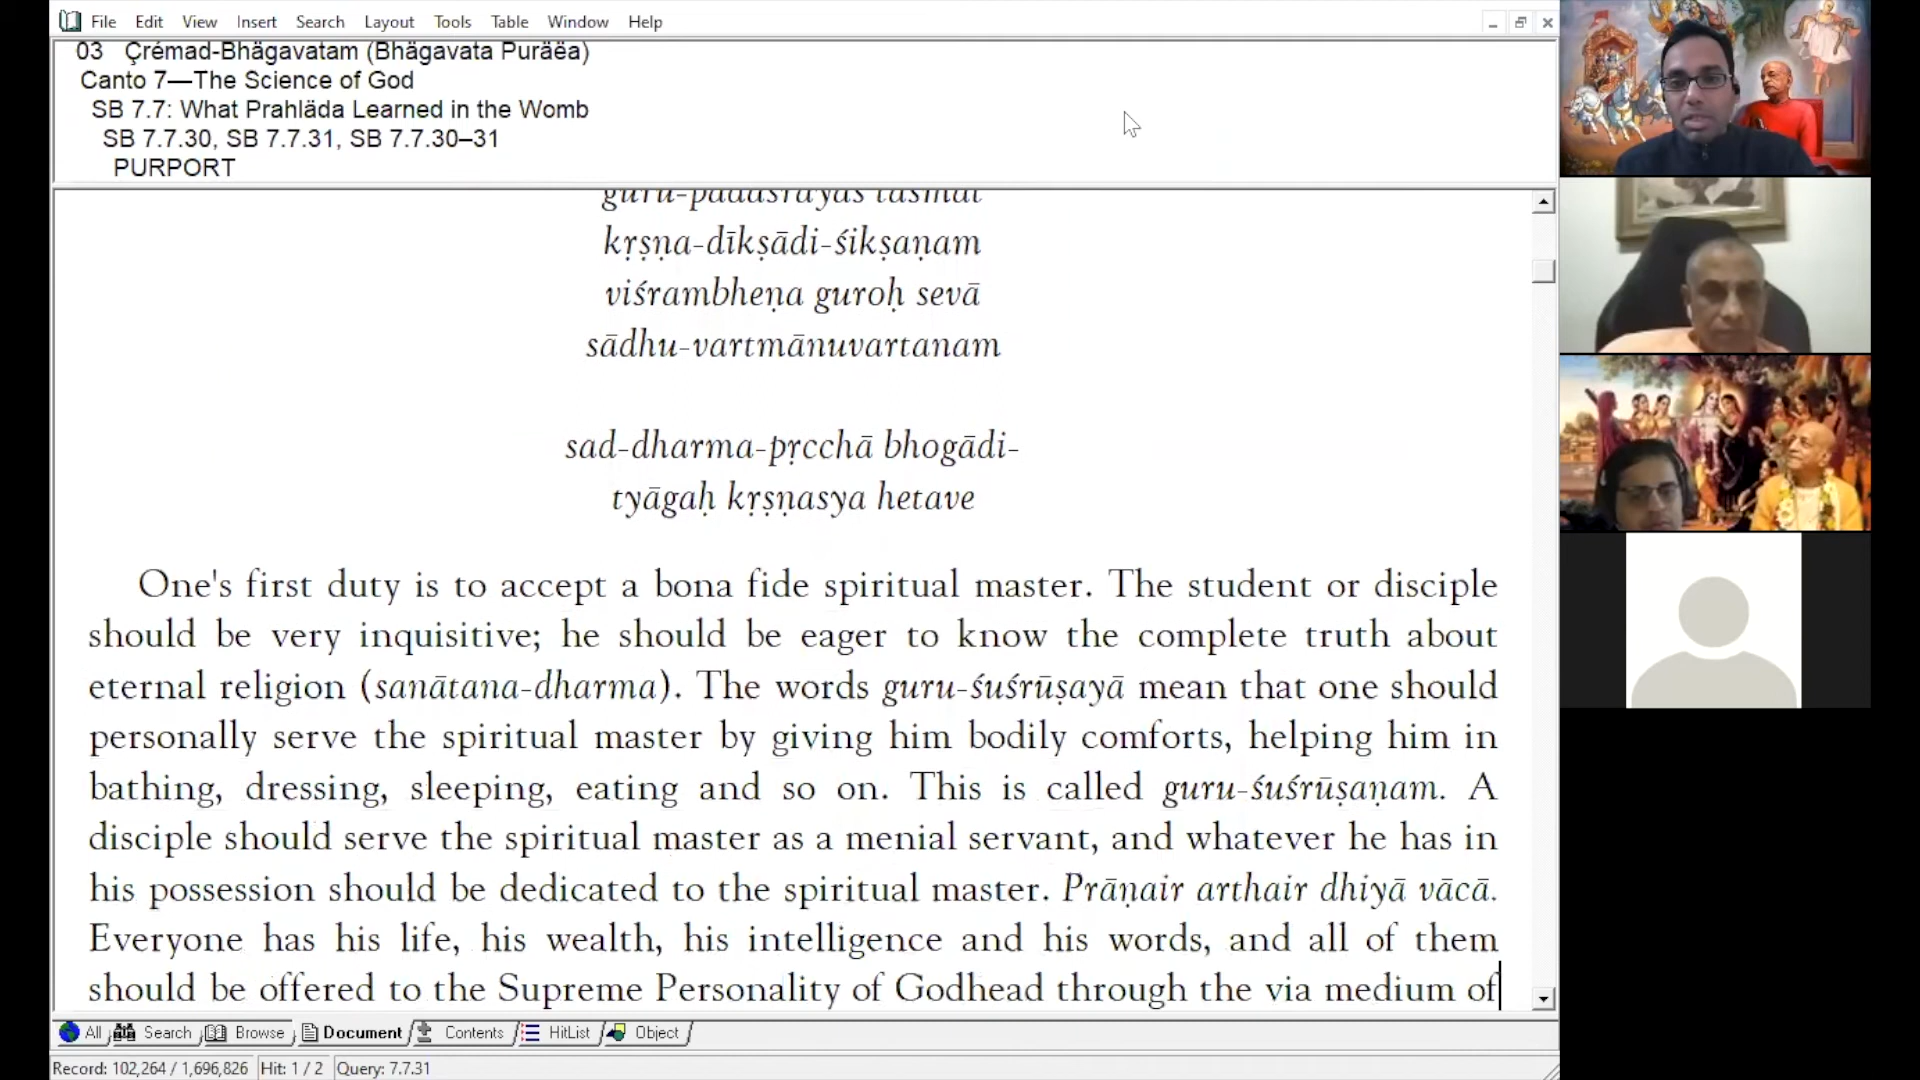 File Edit View Insert Search Layout Tools Table Window Help
03 Çrémad-Bhägavatam (Bhägavata Puräëa)
Canto 7—The Science of God
SB 7.7: What Prahläda Learned in the Womb
SB 7.7.30, SB 7.7.31, SB 7.7.30–31
PURPORT
guru-pādāśrayas tasmāt
kṛṣṇa-dīkṣādi-śikṣaṇam
viśrambheṇa guroḥ sevā
sādhu-vartmānuvartanam
sad-dharma-pṛcchā bhogādi-
tyāgaḥ kṛṣṇasya hetave
One's first duty is to accept a bona fide spiritual master. The student or disciple
should be very inquisitive; he should be eager to know the complete truth about
eternal religion (sanātana-dharma). The words guru-śuśrūṣayā mean that one should
personally serve the spiritual master by giving him bodily comforts, helping him in
bathing, dressing, sleeping, eating and so on. This is called guru-śuśrūṣaṇam. A
disciple should serve the spiritual master as a menial servant, and whatever he has in
his possession should be dedicated to the spiritual master. Prāṇair arthair dhiyā vācā.
Everyone has his life, his wealth, his intelligence and his words, and all of them
should be offered to the Supreme Personality of Godhead through the via medium of
All Search Browse Document Contents HitList Object
Record: 102,264 / 1,696,826 Hit: 1 / 2 Query: 7.7.31